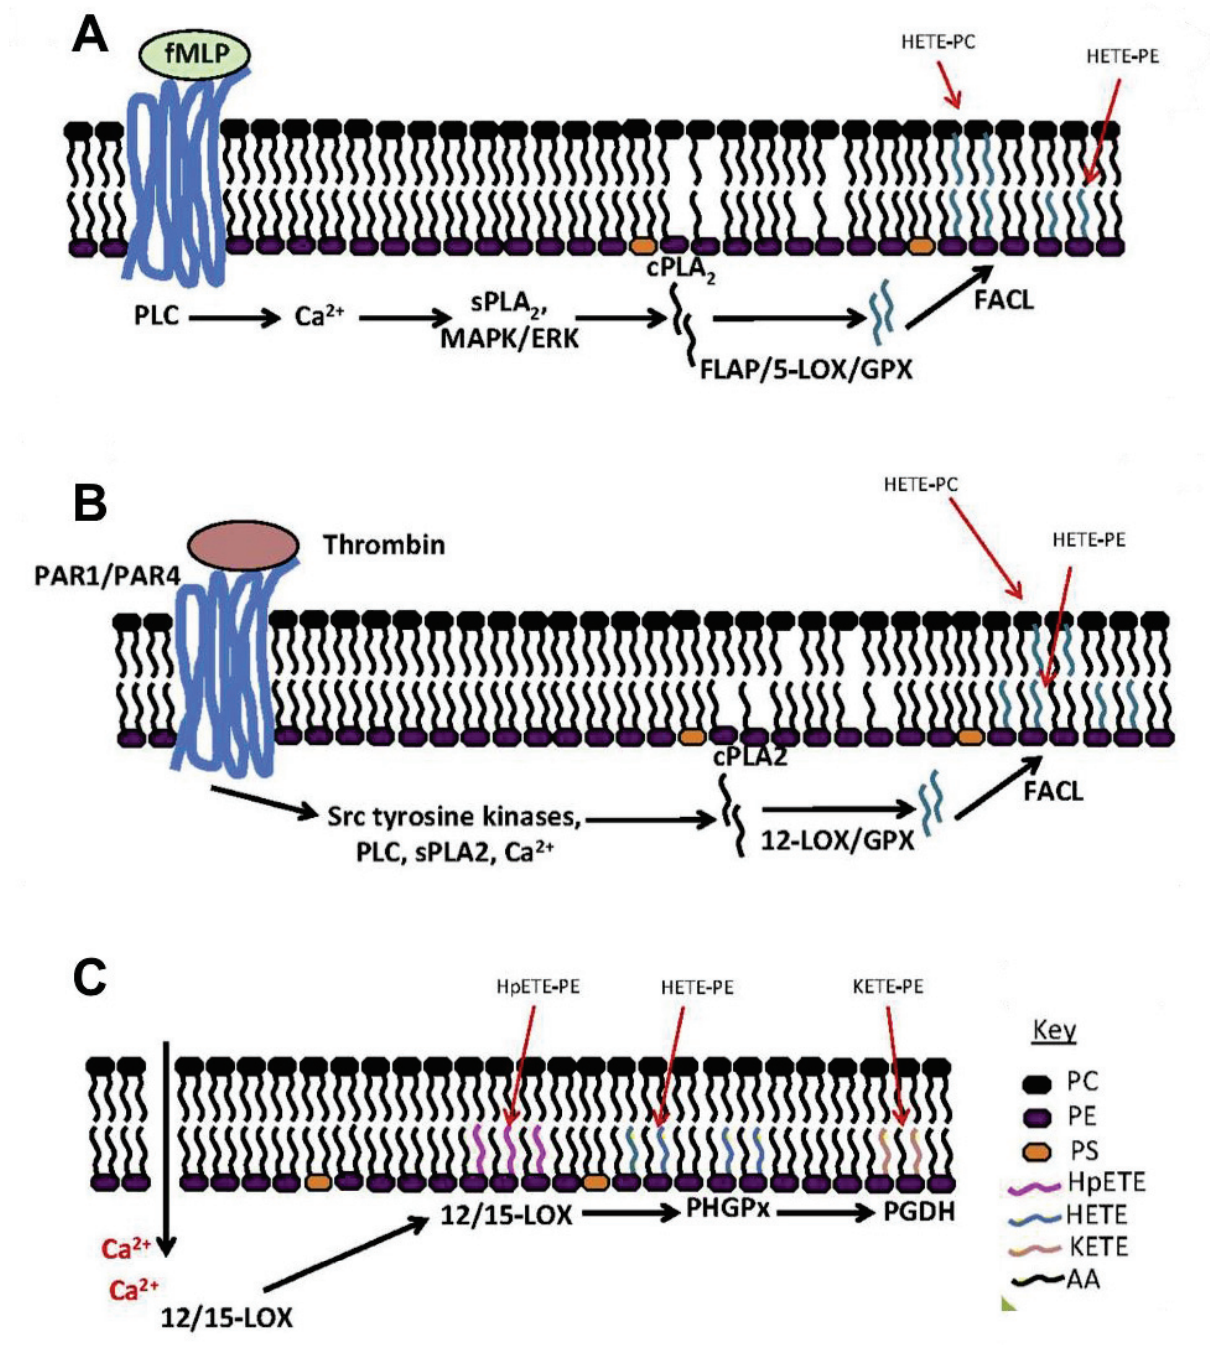 A
fMLP
HETE-PC
HETE-PE
cPLA₂
PLC
Ca²⁺
sPLA₂,
MAPK/ERK
FACL
FLAP/5-LOX/GPX
B
HETE-PC
HETE-PE
Thrombin
PAR1/PAR4
cPLA2
FACL
Src tyrosine kinases,
PLC, sPLA2, Ca²⁺
12-LOX/GPX
C
HpETE-PE
HETE-PE
KETE-PE
12/15-LOX
PHGPx
PGDH
Ca²⁺
Ca²⁺
12/15-LOX
Key
PC
PE
PS
HpETE
HETE
KETE
AA